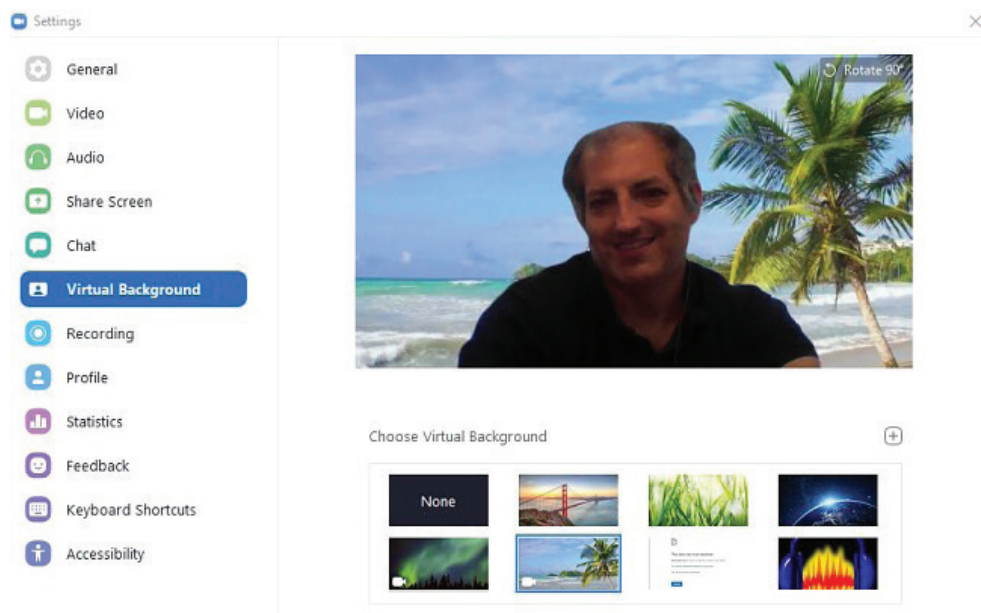 Settings
General
Video
Audio
Share Screen
Chat
Virtual Background
Recording
Profile
Statistics
Feedback
Keyboard Shortcuts
Accessibility
Rotate 90°
Choose Virtual Background
None